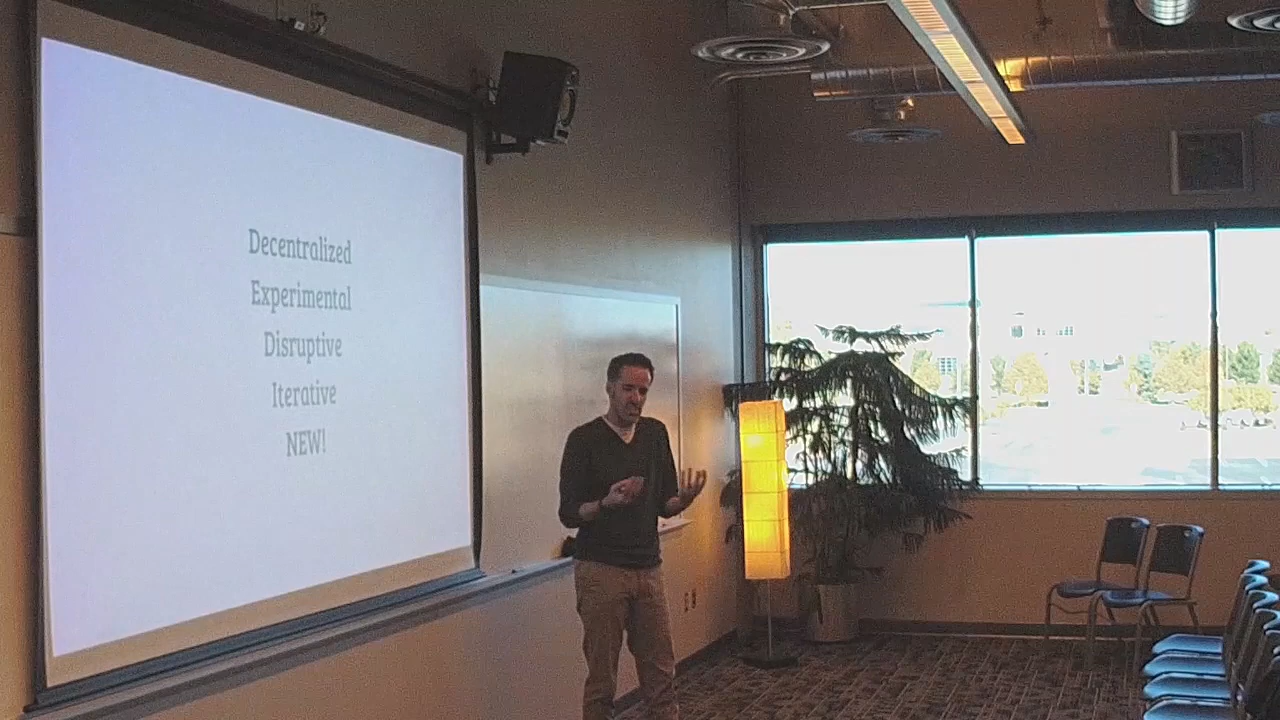 Decentralized
Experimental
Disruptive
Iterative
NEW!